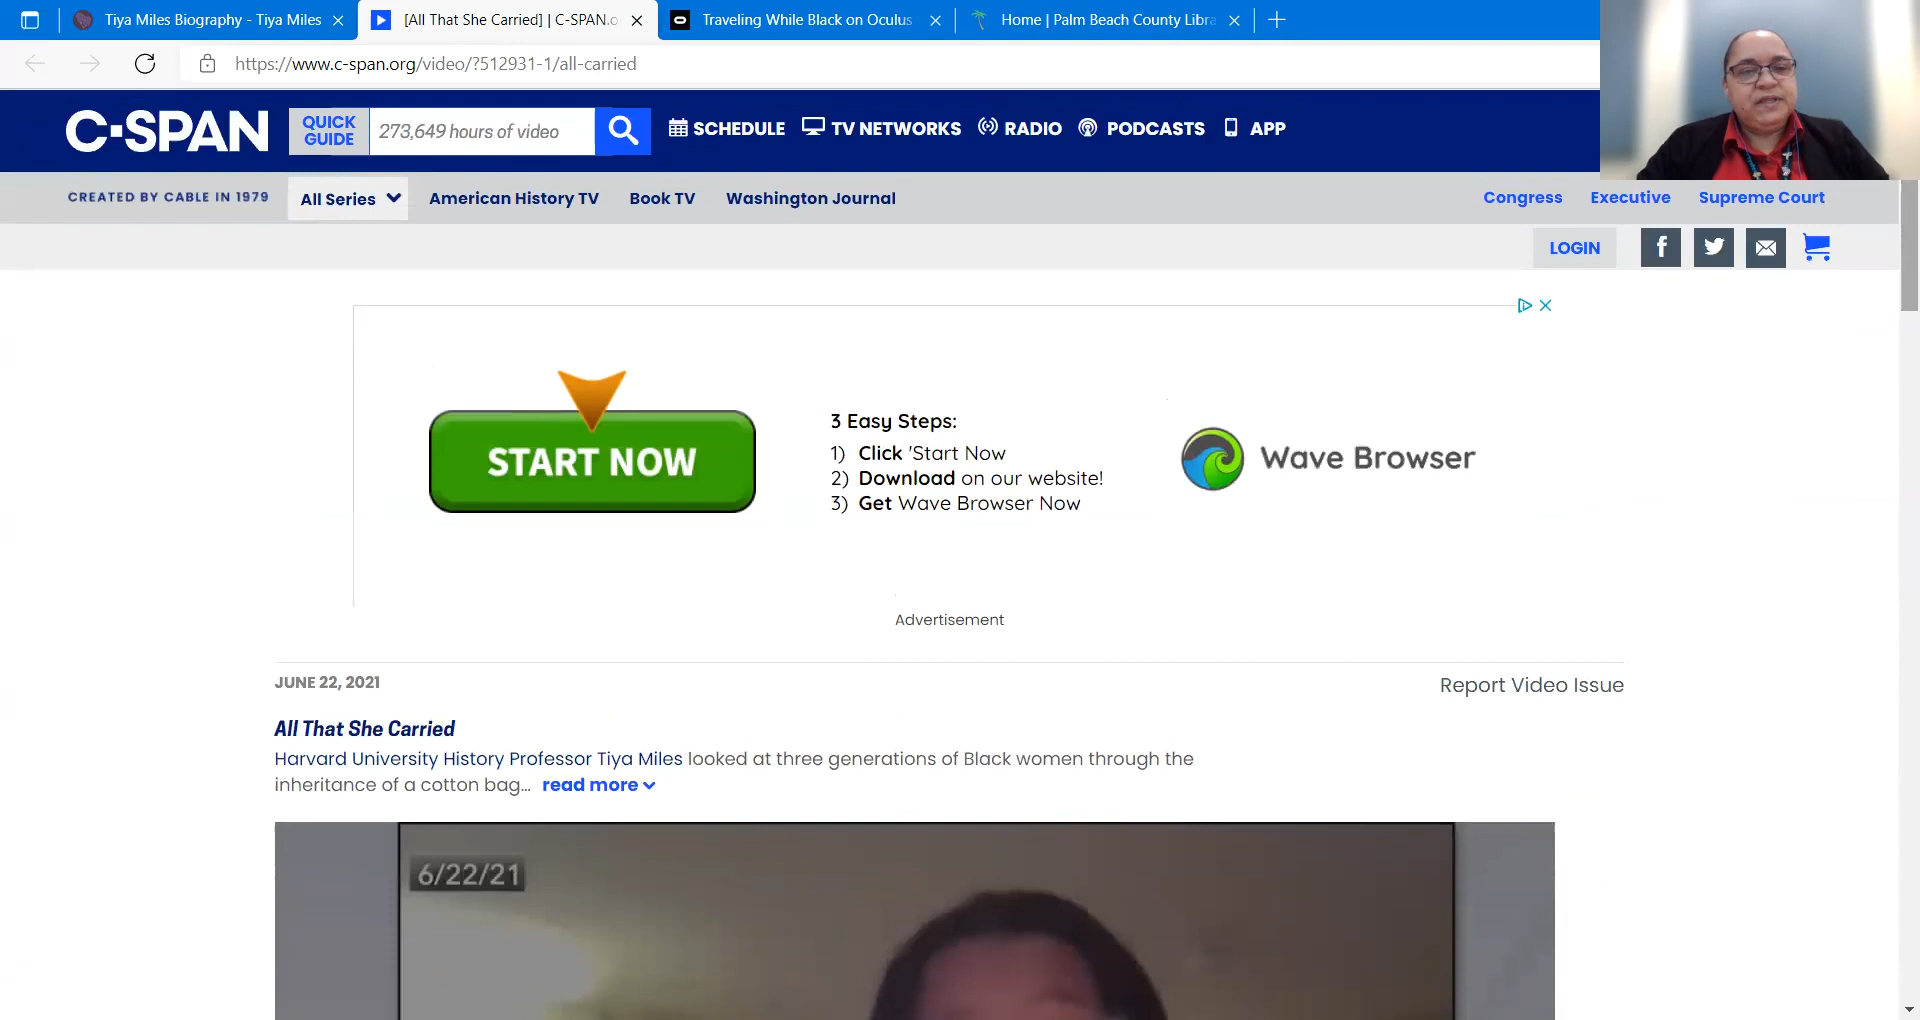 Tiya Miles Biography - Tiya Miles
[All That She Carried] | C-SPAN.o
Traveling While Black on Oculus
Home | Palm Beach County Libra
https://www.c-span.org/video/?512931-1/all-carried
C·SPAN
QUICK
GUIDE
273,649 hours of video
SCHEDULE
TV NETWORKS
RADIO
PODCASTS
APP
CREATED BY CABLE IN 1979
All Series
American History TV
Book TV
Washington Journal
Congress
Executive
Supreme Court
LOGIN
START NOW
3 Easy Steps:
1) Click 'Start Now
2) Download on our website!
3) Get Wave Browser Now
Wave Browser
Advertisement
JUNE 22, 2021
Report Video Issue
All That She Carried
Harvard University History Professor Tiya Miles looked at three generations of Black women through the
inheritance of a cotton bag... read more
6/22/21